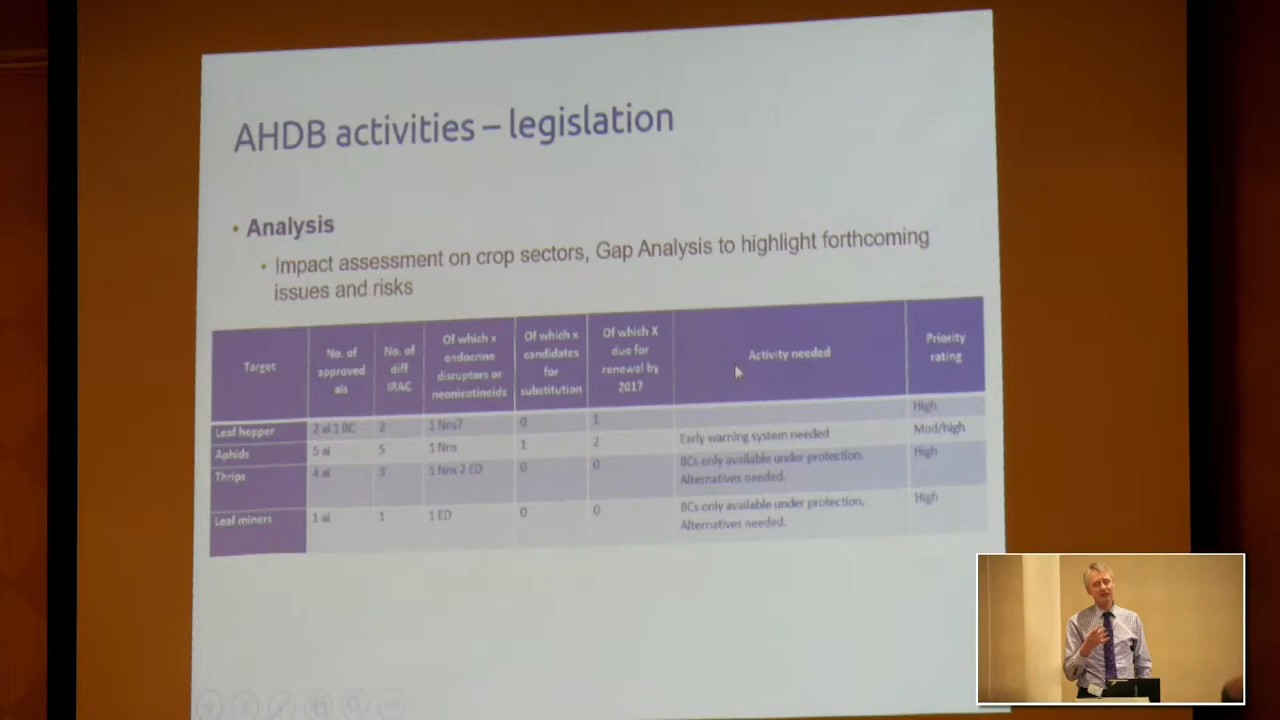 AHDB activities – legislation
• Analysis
• Impact assessment on crop sectors, Gap Analysis to highlight forthcoming
issues and risks
Target
No. of
approved
ais
No. of
diff
IRAC
Of which x
endocrine
disruptors or
neonicotinoids
Of which x
candidates
for
substitution
Of which X
due for
renewal by
2017
Activity needed
Priority
rating
Leaf hopper 2 ai 1 BC 2 1 Nns? 0 1 High
Aphids 5 ai 5 1 Nns 1 2 Early warning system needed Mod/high
Thrips 4 ai 3 1 Nns 2 ED 0 0 BCs only available under protection. High
Alternatives needed.
Leaf miners 1 ai 1 1 ED 0 0 BCs only available under protection. High
Alternatives needed.